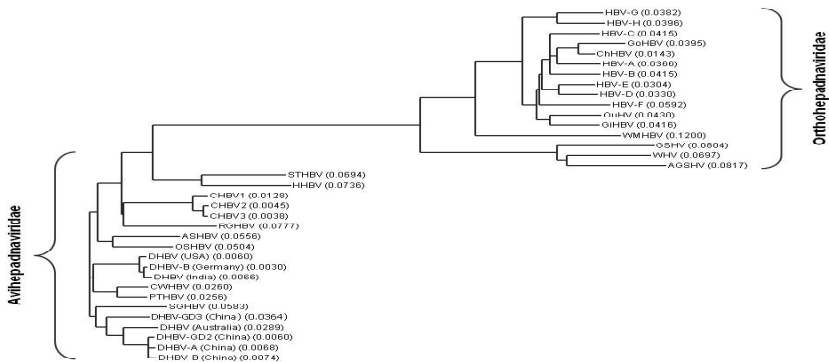 HBV-G (0.0382)
HBV-H (0.0396)
HBV-C (0.0415)
GoHBV (0.0395)
ChHBV (0.0143)
HBV-A (0.0306)
HBV-B (0.0415)
HBV-E (0.0304)
HBV-D (0.0330)
HBV-F (0.0592)
OuHBV (0.0430)
GiHBV (0.0416)
WMHBV (0.1200)
GSHV (0.0804)
WHV (0.0697)
AGSHV (0.0817)
Orthohepadnaviridae
STHBV (0.0694)
HHBV (0.0736)
CHBV1 (0.0128)
CHBV2 (0.0045)
CHBV3 (0.0038)
RGHBV (0.0777)
ASHBV (0.0556)
OSHBV (0.0504)
DHBV (USA) (0.0060)
DHBV-B (Germany) (0.0030)
DHBV (India) (0.0066)
CWHBV (0.0260)
PTHBV (0.0256)
SGHBV (0.0583)
DHBV-GD3 (China) (0.0364)
DHBV (Australia) (0.0289)
DHBV-GD2 (China) (0.0060)
DHBV-A (China) (0.0068)
DHBV B (China) (0.0074)
Avihepadnaviridae